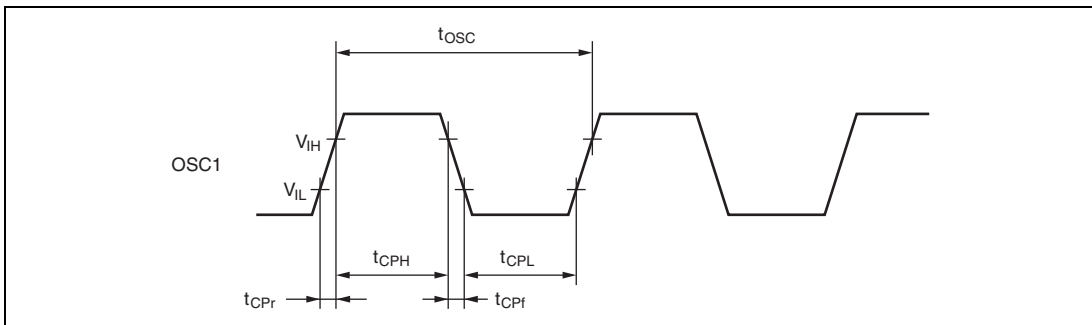 tOSC
VIH
OSC1
VIL
tCPH
tCPL
tCPr
tCPf